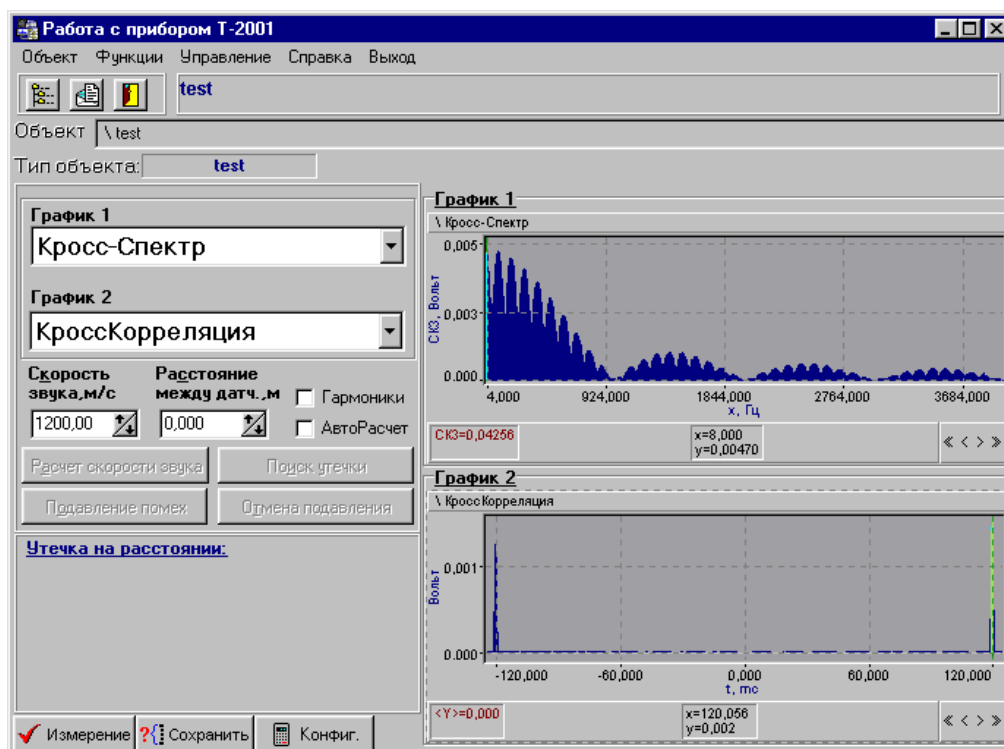 Работа с прибором Т-2001
Объект Функции Управление Справка Выход
test
Объект \ test
Тип объекта: test
График 1
Кросс-Спектр
График 2
КроссКорреляция
Скорость звука,м/с
Расстояние между датч.,м
Гармоники
1200,00 0,000 АвтоРасчет
Расчет скорости звука Поиск утечки
Подавление помех Отмена подавления
Утечка на расстоянии:
Измерение ?{ Сохранить Конфиг.
График 1
\ Кросс-Спектр
СКЗ, Вольт
0,005
0,003
0,000
4,000 924,000 1844,000 2764,000 3684,000
x, Гц
СКЗ=0,04256 x=8,000
y=0,00470
График 2
\ КроссКорреляция
Вольт
0,001
0.000
-120,000 -60,000 0,000 60,000 120,000
t, mc
<Y>=0,000 x=120,056
y=0,002